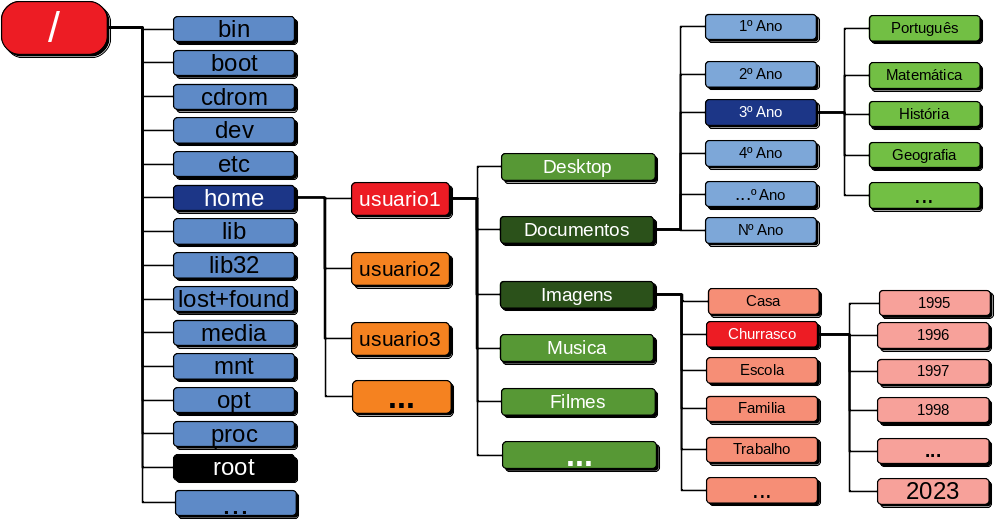 /
bin
boot
cdrom
dev
etc
home
lib
lib32
lost+found
media
mnt
opt
proc
root
...
usuario1
usuario2
usuario3
...
Desktop
Documentos
Imagens
Musica
Filmes
...
1º Ano
2º Ano
3º Ano
4º Ano
...º Ano
Nº Ano
Português
Matemática
História
Geografia
...
Casa
Churrasco
Escola
Familia
Trabalho
...
1995
1996
1997
1998
...
2023